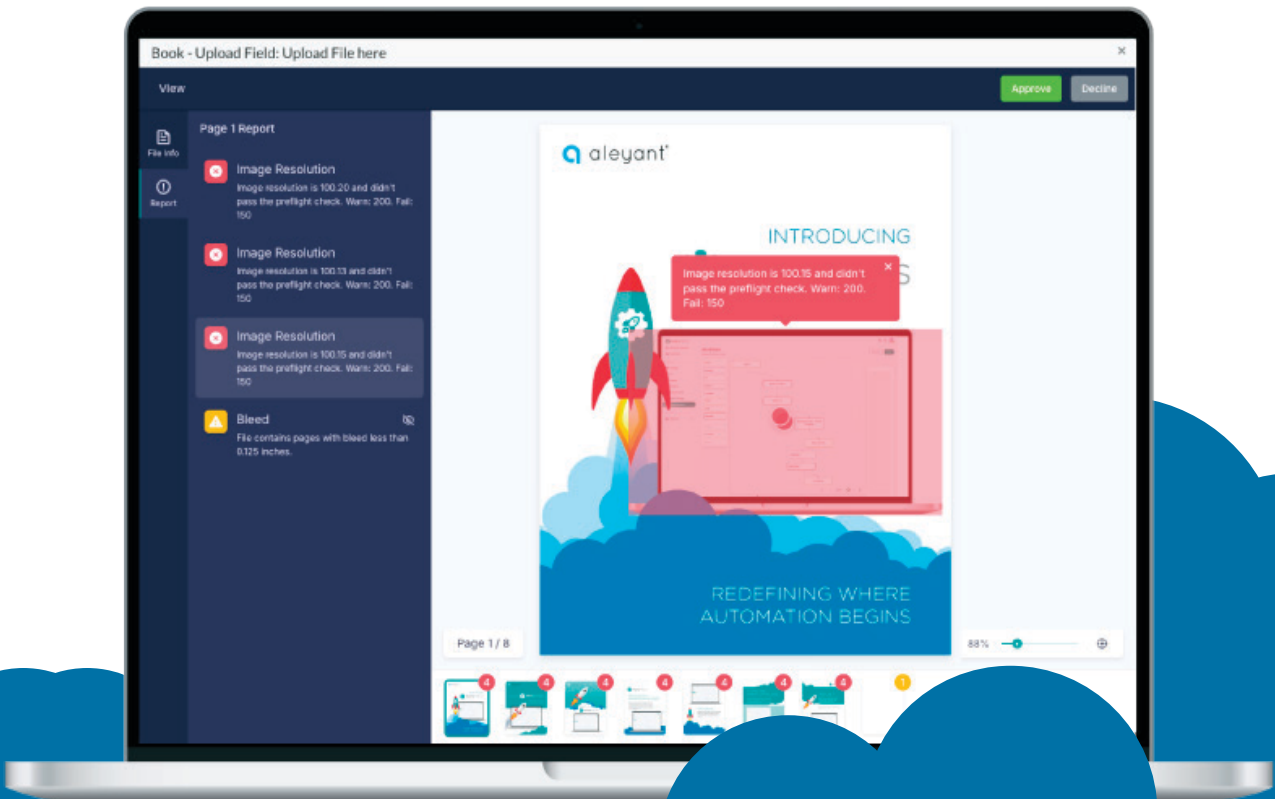 Book - Upload Field: Upload File here
×
View
Approve
Decline
File Info
Report
Page 1 Report
Image Resolution
Image resolution is 100.20 and didn't
pass the preflight check. Warn: 200. Fail:
150
Image Resolution
Image resolution is 100.13 and didn't
pass the preflight check. Warn: 200. Fail:
150
Image Resolution
Image resolution is 100.15 and didn't
pass the preflight check. Warn: 200. Fail:
150
Bleed
File contains pages with bleed less than
0.125 inches.
aleyant
INTRODUCING
S
Image resolution is 100.15 and didn't
pass the preflight check. Warn: 200.
Fail: 150
REDEFINING WHERE
AUTOMATION BEGINS
Page 1 / 8
88%
4 4 4 4 4 4 4 1